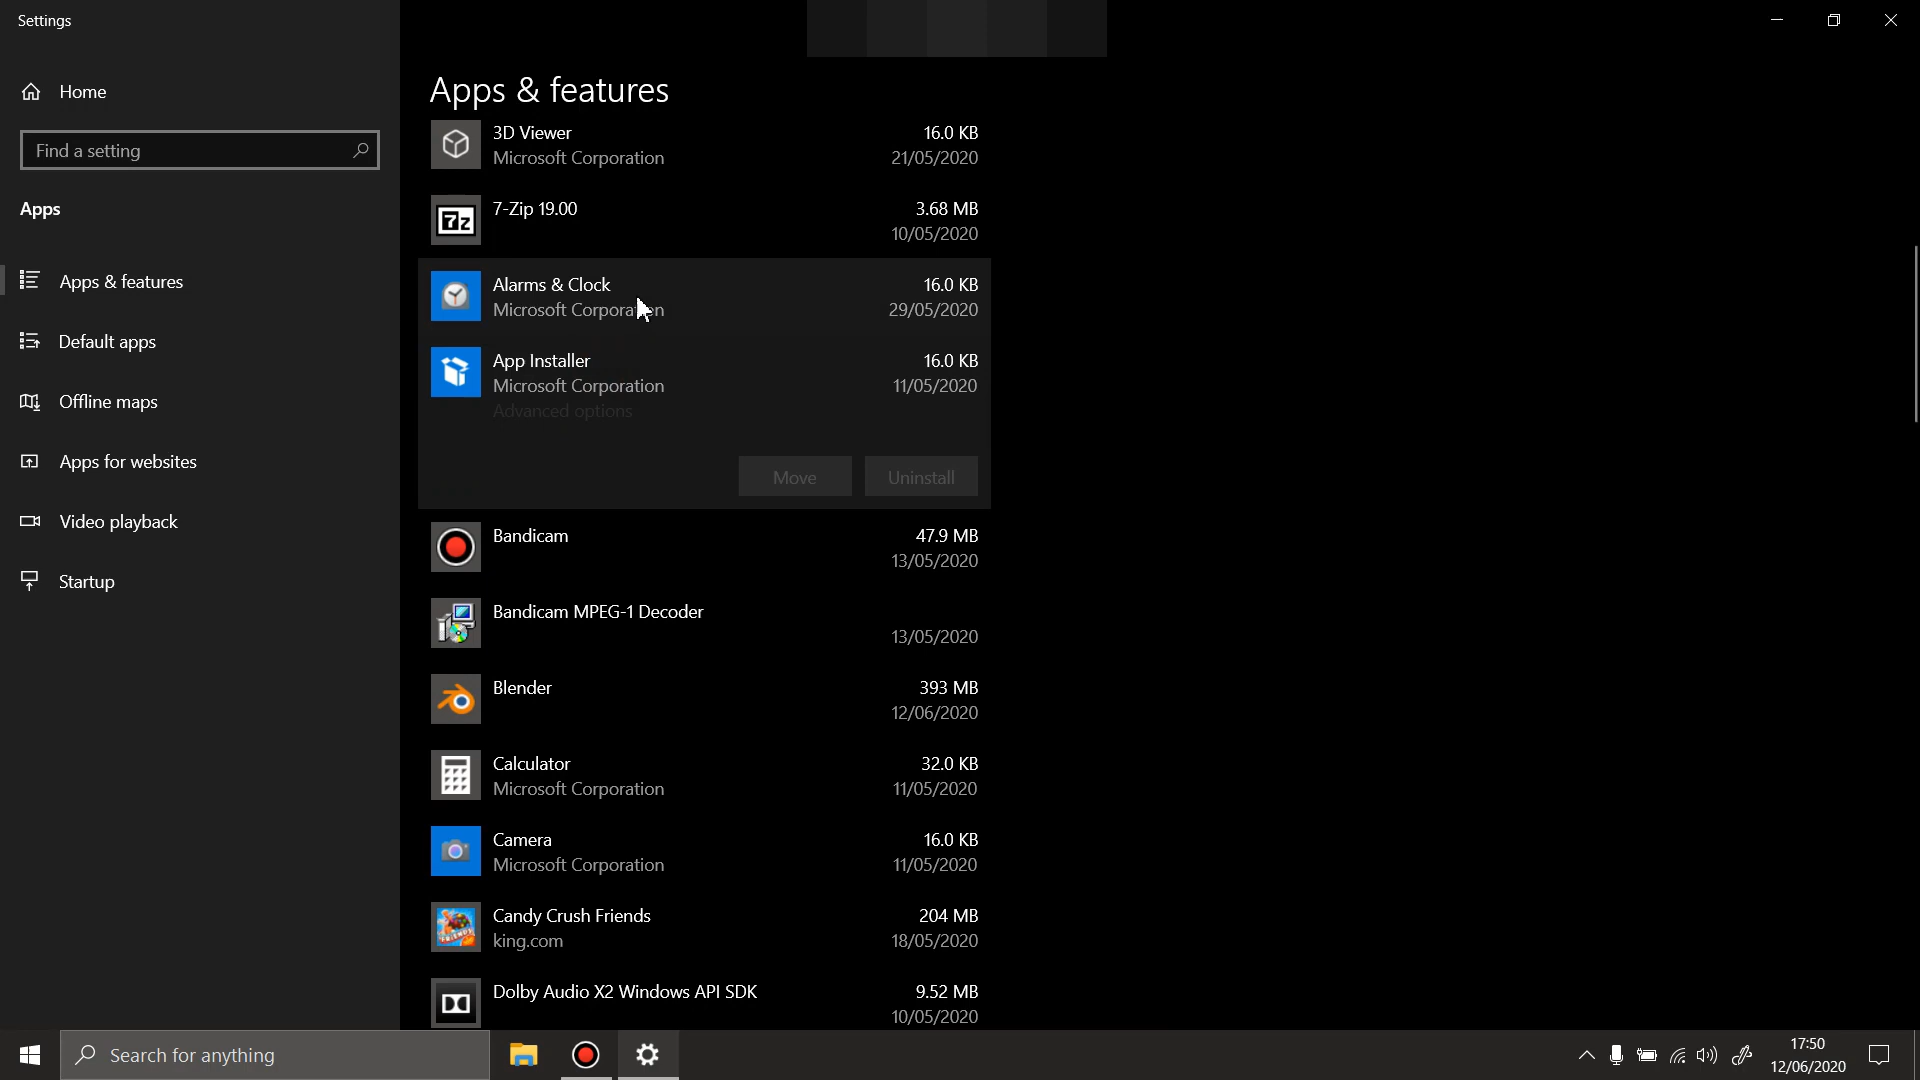 Settings
Home
Find a setting
Apps
Apps & features
Default apps
Offline maps
Apps for websites
Video playback
Startup
Apps & features
3D Viewer 16.0 KB
Microsoft Corporation 21/05/2020
7-Zip 19.00 3.68 MB
10/05/2020
Alarms & Clock 16.0 KB
Microsoft Corporation 29/05/2020
App Installer 16.0 KB
Microsoft Corporation 11/05/2020
Advanced options
Move Uninstall
Bandicam 47.9 MB
13/05/2020
Bandicam MPEG-1 Decoder
13/05/2020
Blender 393 MB
12/06/2020
Calculator 32.0 KB
Microsoft Corporation 11/05/2020
Camera 16.0 KB
Microsoft Corporation 11/05/2020
Candy Crush Friends 204 MB
king.com 18/05/2020
Dolby Audio X2 Windows API SDK 9.52 MB
10/05/2020
Search for anything
17:50
12/06/2020